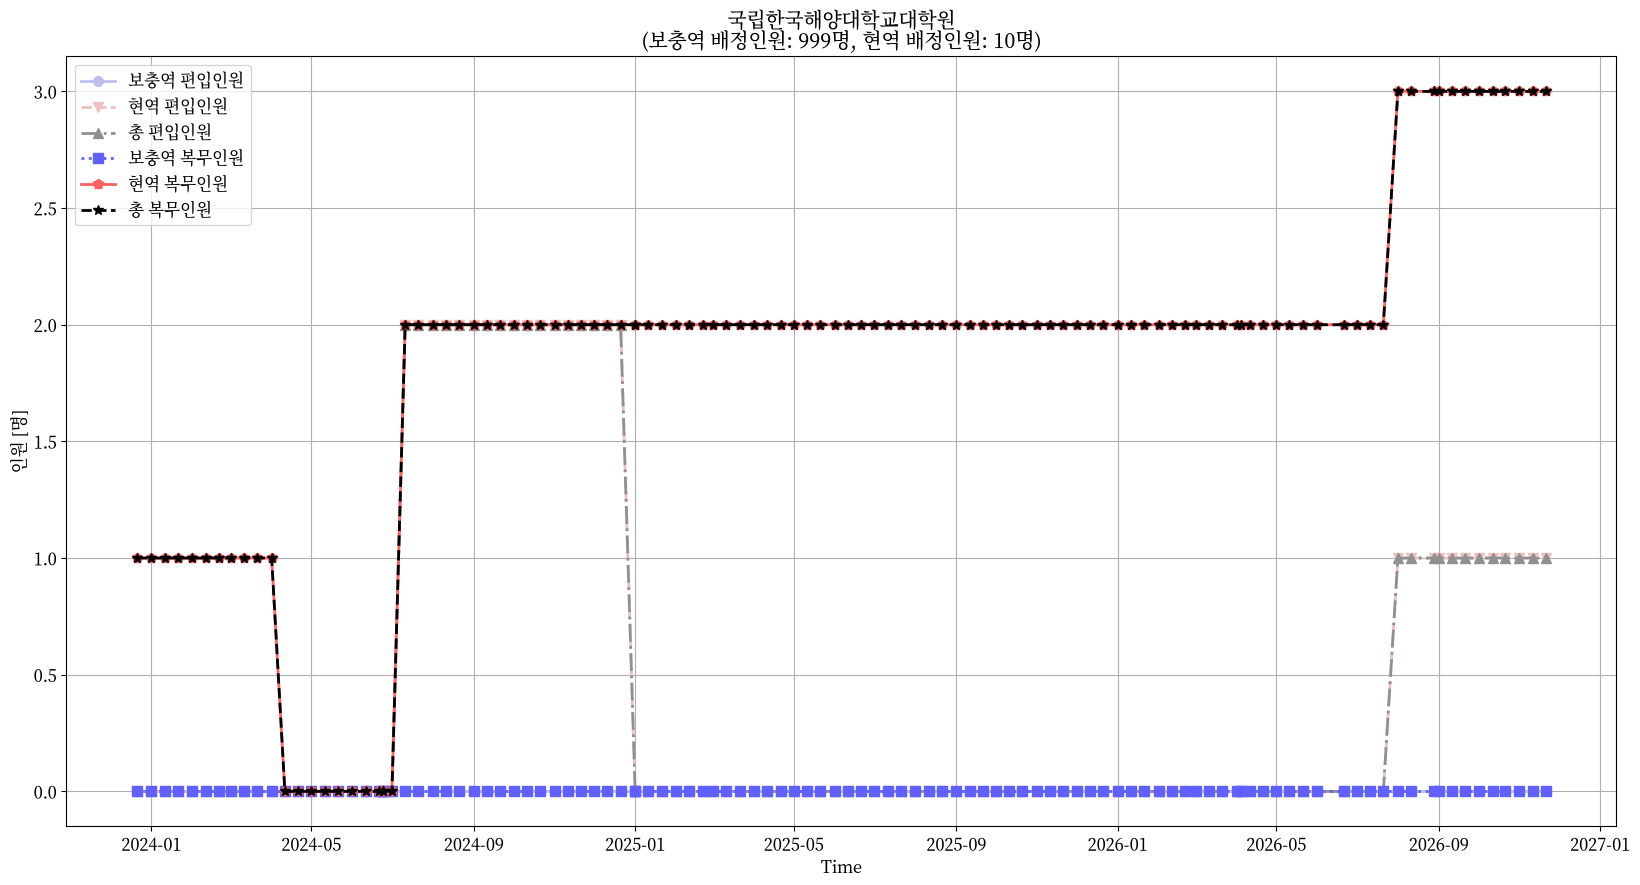 국립한국해양대학교대학원
(보충역 배정인원: 999명, 현역 배정인원: 10명)
보충역 편입인원
현역 편입인원
총 편입인원
보충역 복무인원
현역 복무인원
총 복무인원
인원 [명]
3.0
2.5
2.0
1.5
1.0
0.5
0.0
2024-01
2024-05
2024-09
2025-01
2025-05
2025-09
2026-01
2026-05
2026-09
2027-01
Time